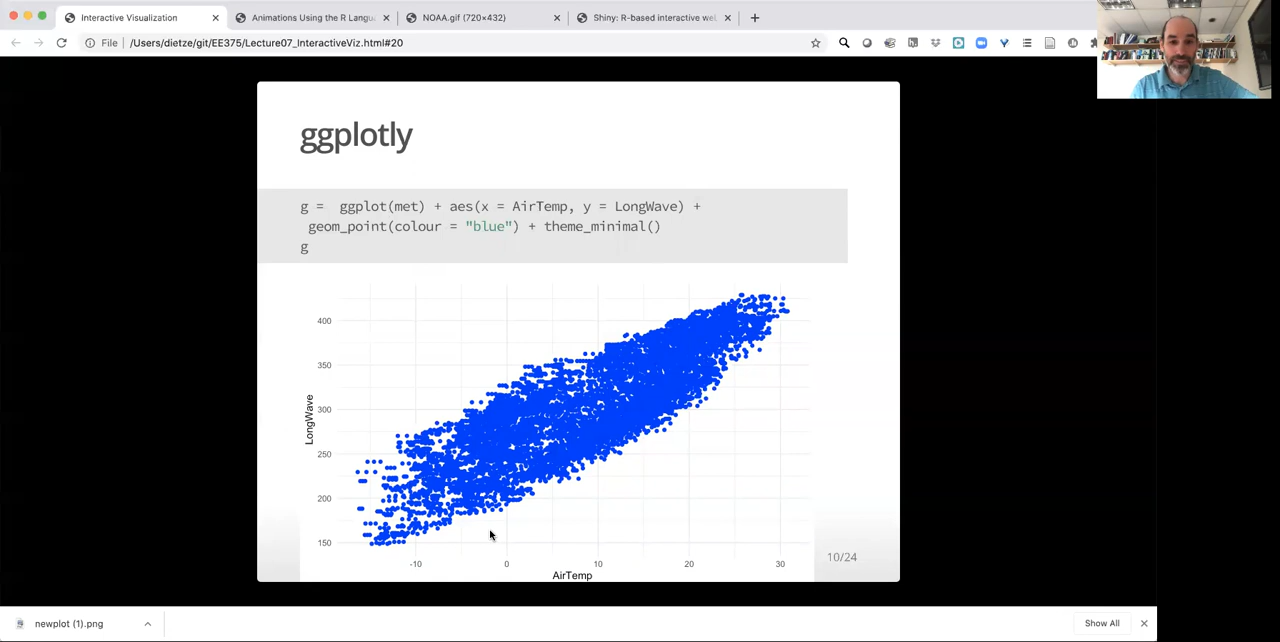 Interactive Visualization
Animations Using the R Langu
NOAA.gif (720×432)
Shiny: R-based interactive wel
File
/Users/dietze/git/EE375/Lecture07_InteractiveViz.html#20
ggplotly
g =  ggplot(met) + aes(x = AirTemp, y = LongWave) +
geom_point(colour = "blue") + theme_minimal()
g
400
350
300
250
200
150
LongWave
-10
0
10
20
30
AirTemp
10/24
newplot (1).png
Show All